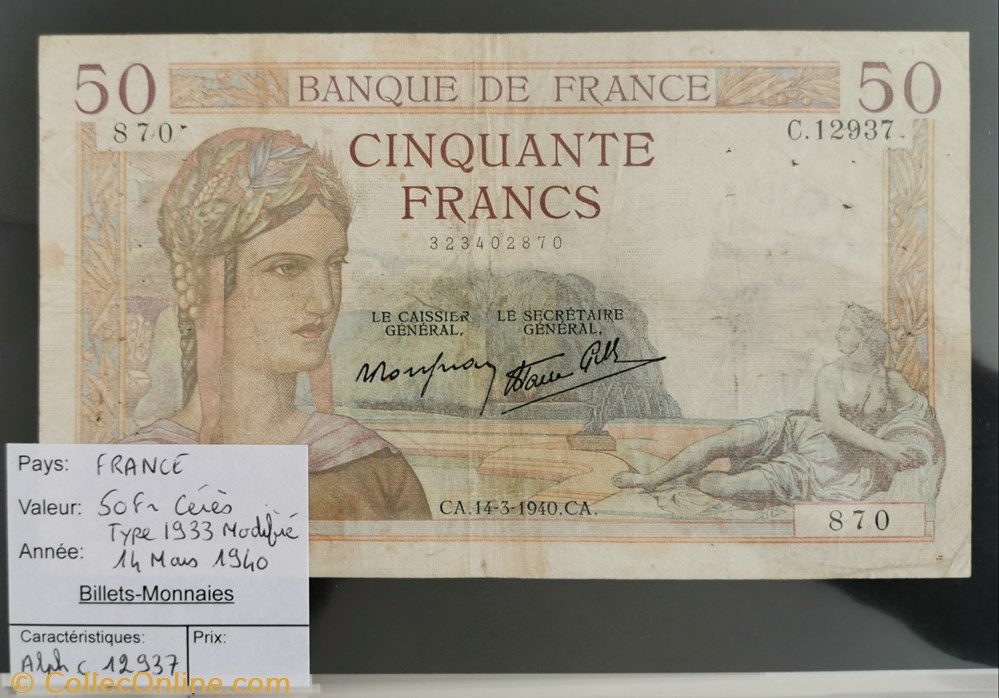 50 BANQUE DE FRANCE 50
870 C.12937
CINQUANTE
FRANCS
323402870
LE CAISSIER GÉNÉRAL,
LE SECRÉTAIRE GÉNÉRAL,
CA.14-3-1940.CA.
870
Pays: FRANCE
Valeur: 50 Fr Cérès
Type 1933 Modifié
Année: 14 Mars 1940
Billets-Monnaies
Caractéristiques: Prix:
Alph C 12937
© CollecOnline.com